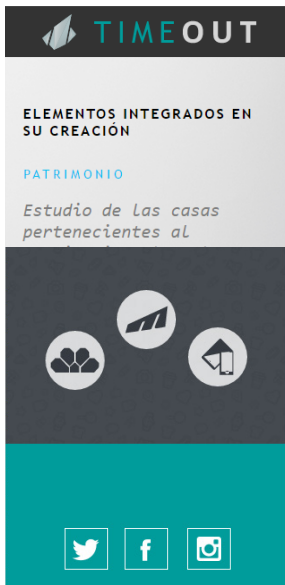 TIMEOUT
ELEMENTOS INTEGRADOS EN
SU CREACIÓN
PATRIMONIO
Estudio de las casas
pertenecientes al